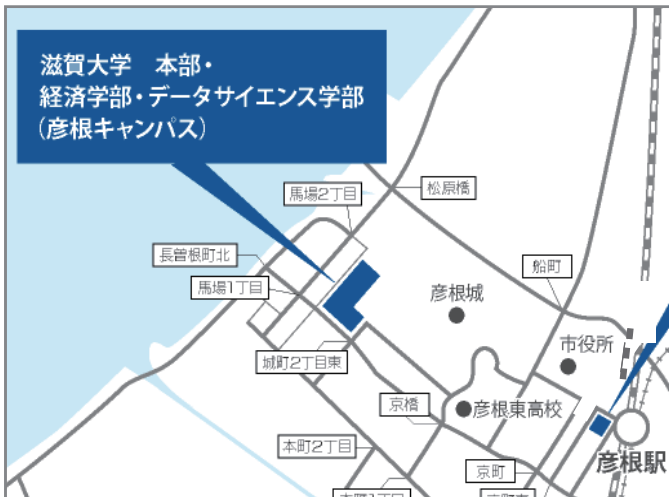 滋賀大学 本部・
経済学部・データサイエンス学部
(彦根キャンパス)
馬場2丁目
松原橋
長曽根町北
船町
馬場1丁目
彦根城
市役所
城町2丁目東
京橋
彦根東高校
本町2丁目
京町
彦根駅